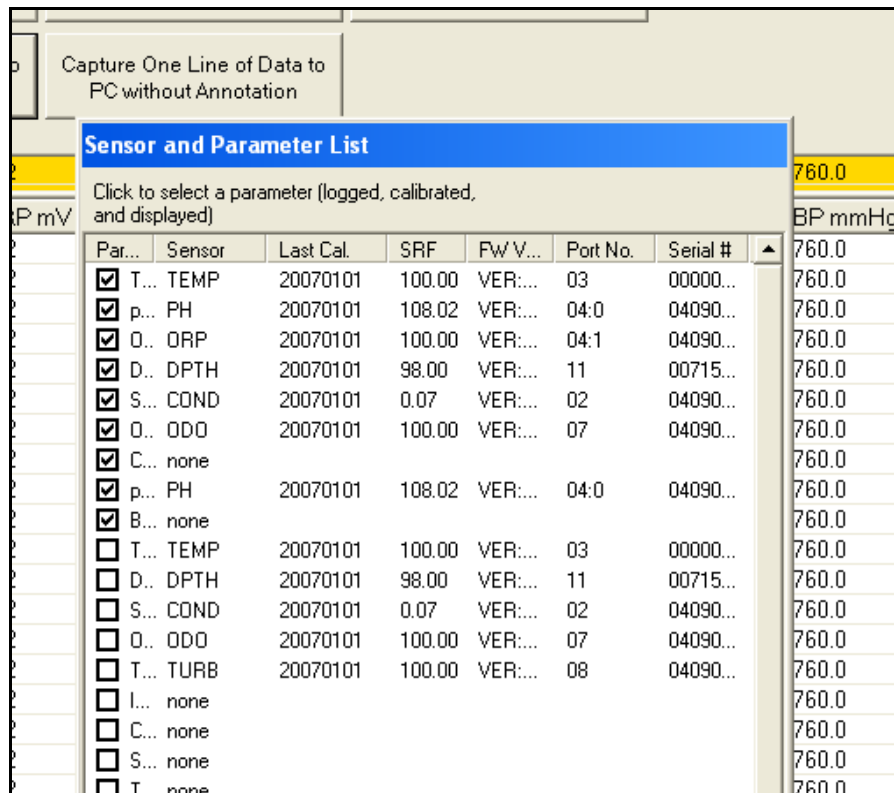 Capture One Line of Data to
PC without Annotation
Sensor and Parameter List
760.0
Click to select a parameter (logged, calibrated,
and displayed)
mV BP mmHg
Par... Sensor Last Cal. SRF FW V... Port No. Serial # 760.0
T... TEMP 20070101 100.00 VER:... 03 00000... 760.0
p... PH 20070101 108.02 VER:... 04:0 04090... 760.0
O.. ORP 20070101 100.00 VER:... 04:1 04090... 760.0
D.. DPTH 20070101 98.00 VER:... 11 00715... 760.0
S... COND 20070101 0.07 VER:... 02 04090... 760.0
O.. ODO 20070101 100.00 VER:... 07 04090... 760.0
C... none 760.0
p... PH 20070101 108.02 VER:... 04:0 04090... 760.0
B... none 760.0
T... TEMP 20070101 100.00 VER:... 03 00000... 760.0
D.. DPTH 20070101 98.00 VER:... 11 00715... 760.0
S... COND 20070101 0.07 VER:... 02 04090... 760.0
O.. ODO 20070101 100.00 VER:... 07 04090... 760.0
T... TURB 20070101 100.00 VER:... 08 04090... 760.0
I... none 760.0
C... none 760.0
S... none 760.0
T... none 760.0